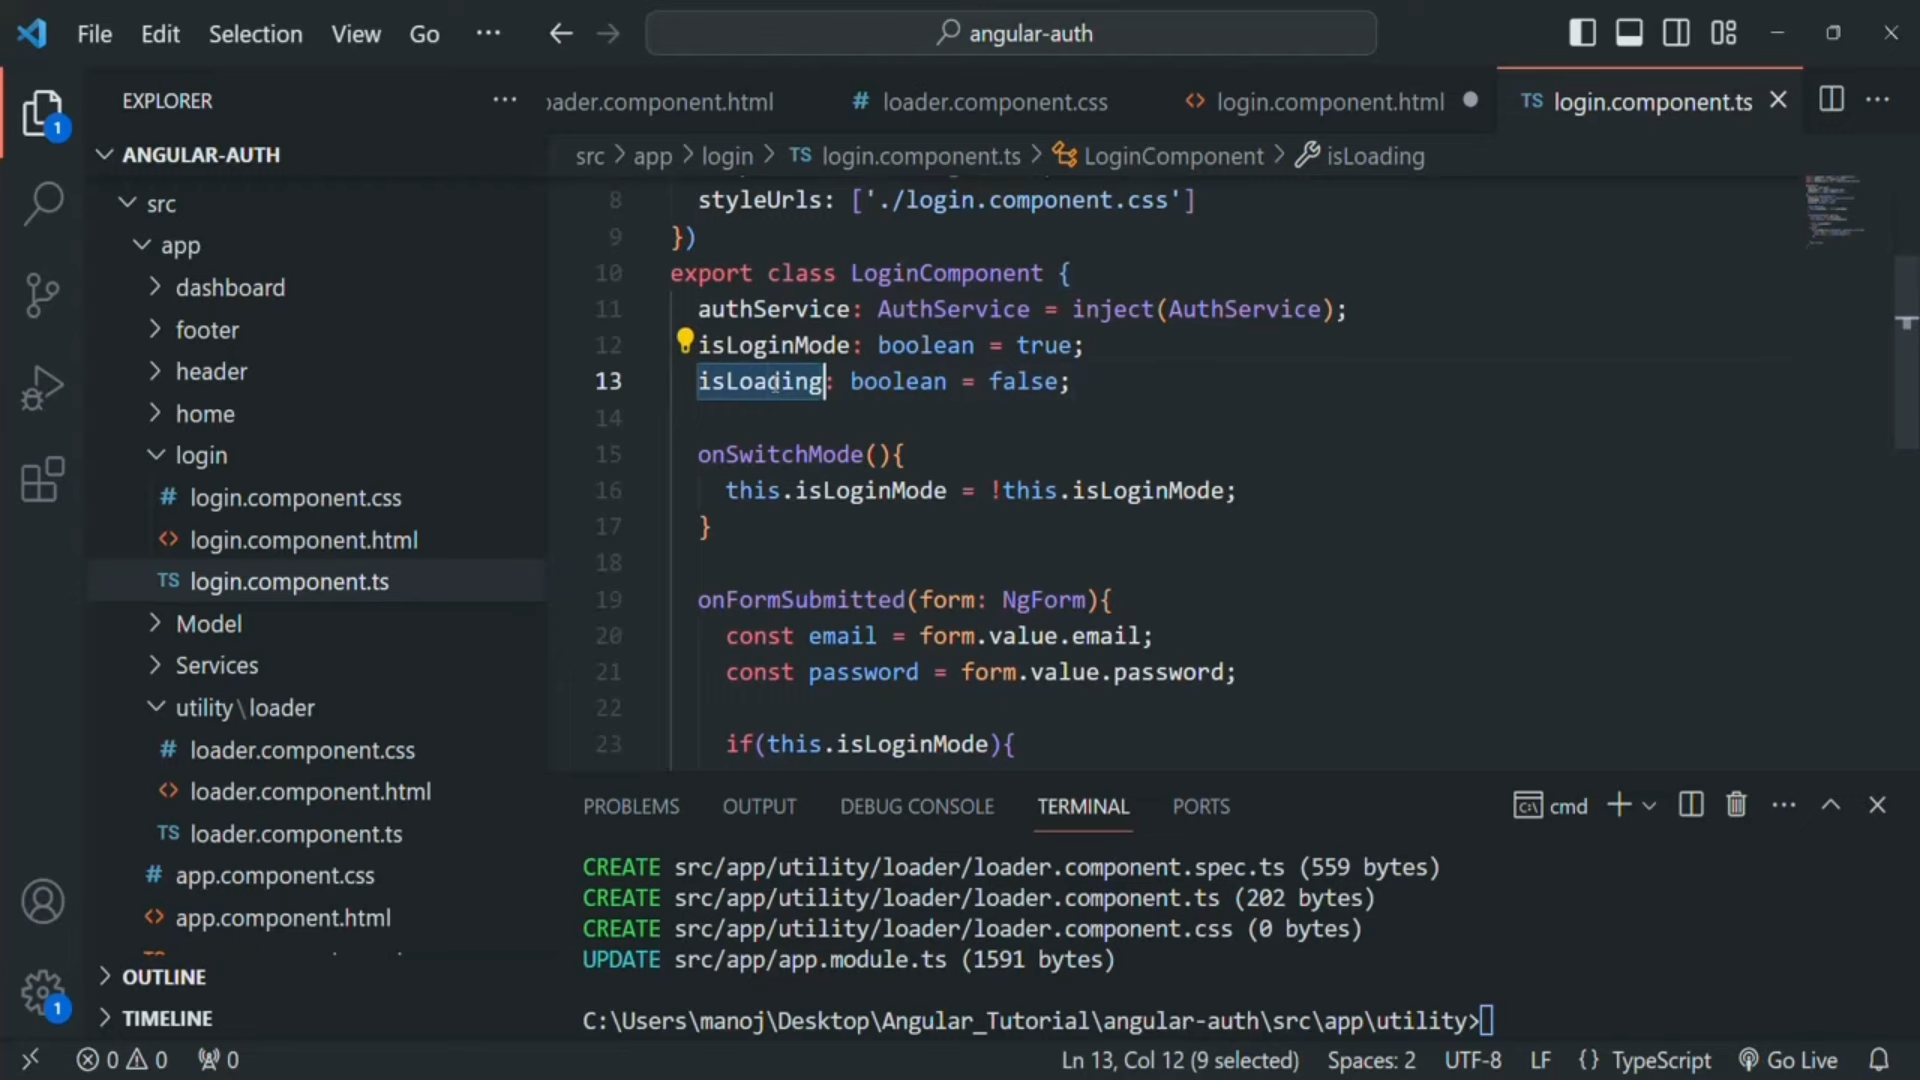 File Edit Selection View Go ··· angular-auth
EXPLORER ···
ANGULAR-AUTH
src
app
dashboard
footer
header
home
login
# login.component.css
<> login.component.html
TS login.component.ts
Model
Services
utility\loader
# loader.component.css
<> loader.component.html
TS loader.component.ts
# app.component.css
<> app.component.html
OUTLINE
TIMELINE
oader.component.html # loader.component.css <> login.component.html ● TS login.component.ts
src > app > login > TS login.component.ts > LoginComponent > isLoading
8 styleUrls: ['./login.component.css']
9 })
10 export class LoginComponent {
11 authService: AuthService = inject(AuthService);
12 isLoginMode: boolean = true;
13 isLoading: boolean = false;
14
15 onSwitchMode(){
16 this.isLoginMode = !this.isLoginMode;
17 }
18
19 onFormSubmitted(form: NgForm){
20 const email = form.value.email;
21 const password = form.value.password;
22
23 if(this.isLoginMode){
PROBLEMS OUTPUT DEBUG CONSOLE TERMINAL PORTS cmd
CREATE src/app/utility/loader/loader.component.spec.ts (559 bytes)
CREATE src/app/utility/loader/loader.component.ts (202 bytes)
CREATE src/app/utility/loader/loader.component.css (0 bytes)
UPDATE src/app/app.module.ts (1591 bytes)
C:\Users\manoj\Desktop\Angular_Tutorial\angular-auth\src\app\utility>
1
1
0 0 0 Ln 13, Col 12 (9 selected) Spaces: 2 UTF-8 LF {} TypeScript Go Live